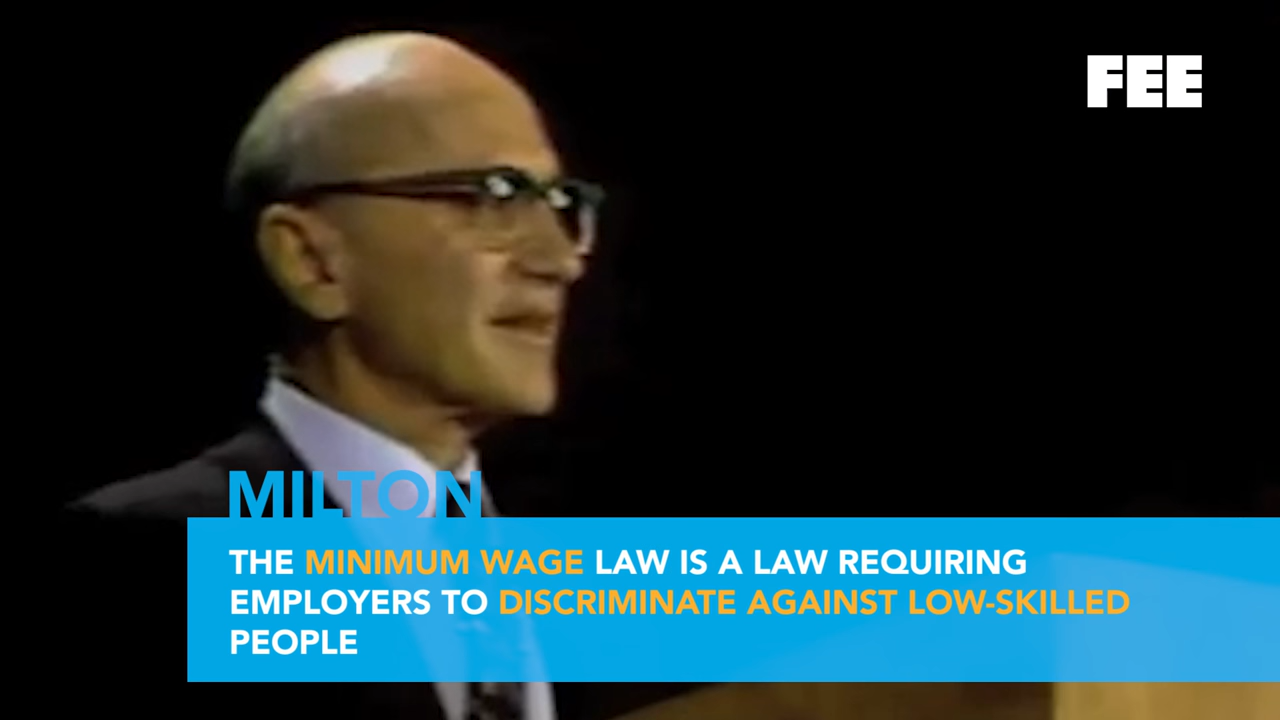 FEE
MILTON
THE MINIMUM WAGE LAW IS A LAW REQUIRING
EMPLOYERS TO DISCRIMINATE AGAINST LOW-SKILLED
PEOPLE